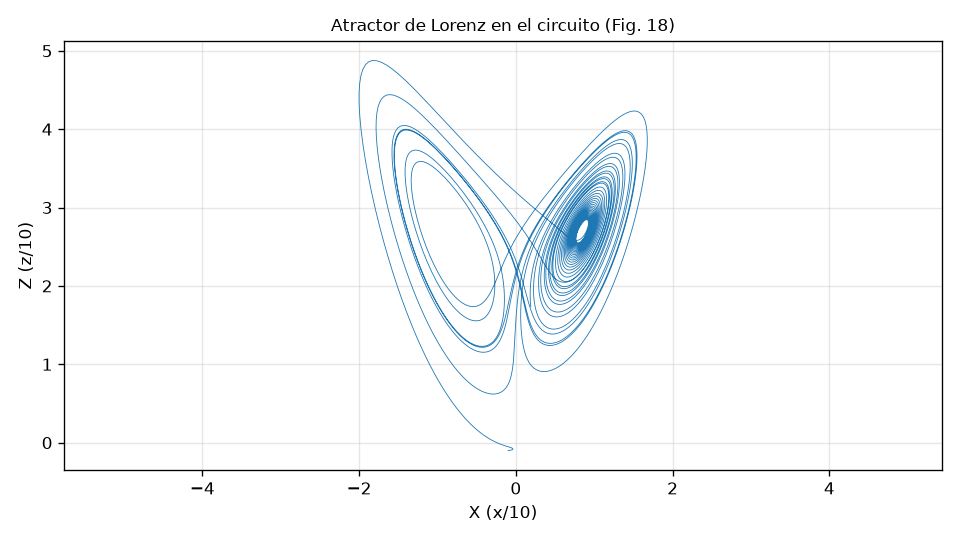 Atractor de Lorenz en el circuito (Fig. 18)
5
4
3
2
1
0
Z (z/10)
−4 −2 0 2 4
X (x/10)